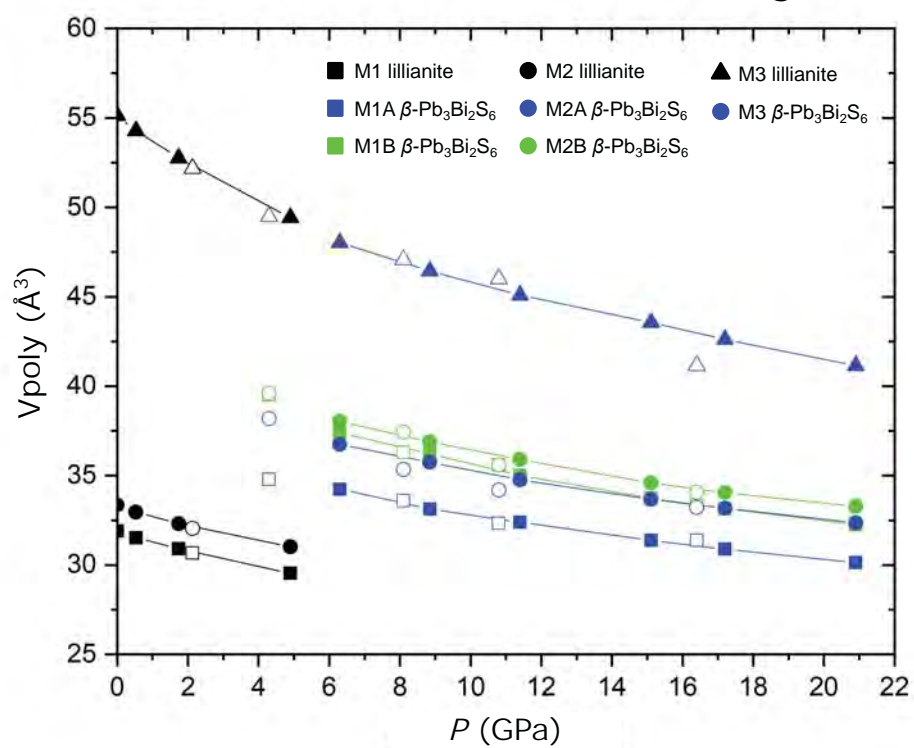 60
55
50
45
40
35
30
25
Vpoly (Å³)
M1 lillianite M2 lillianite M3 lillianite
M1A β-Pb₃Bi₂S₆ M2A β-Pb₃Bi₂S₆ M3 β-Pb₃Bi₂S₆
M1B β-Pb₃Bi₂S₆ M2B β-Pb₃Bi₂S₆
0 2 4 6 8 10 12 14 16 18 20 22
P (GPa)